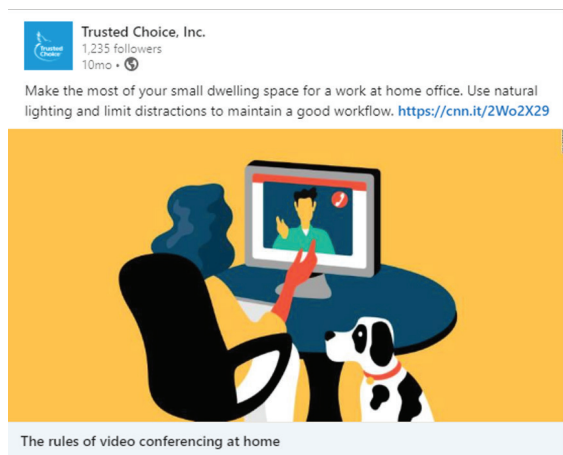 Trusted
Choice
Trusted Choice, Inc.
1,235 followers
10mo •
Make the most of your small dwelling space for a work at home office. Use natural
lighting and limit distractions to maintain a good workflow. https://cnn.it/2Wo2X29
The rules of video conferencing at home